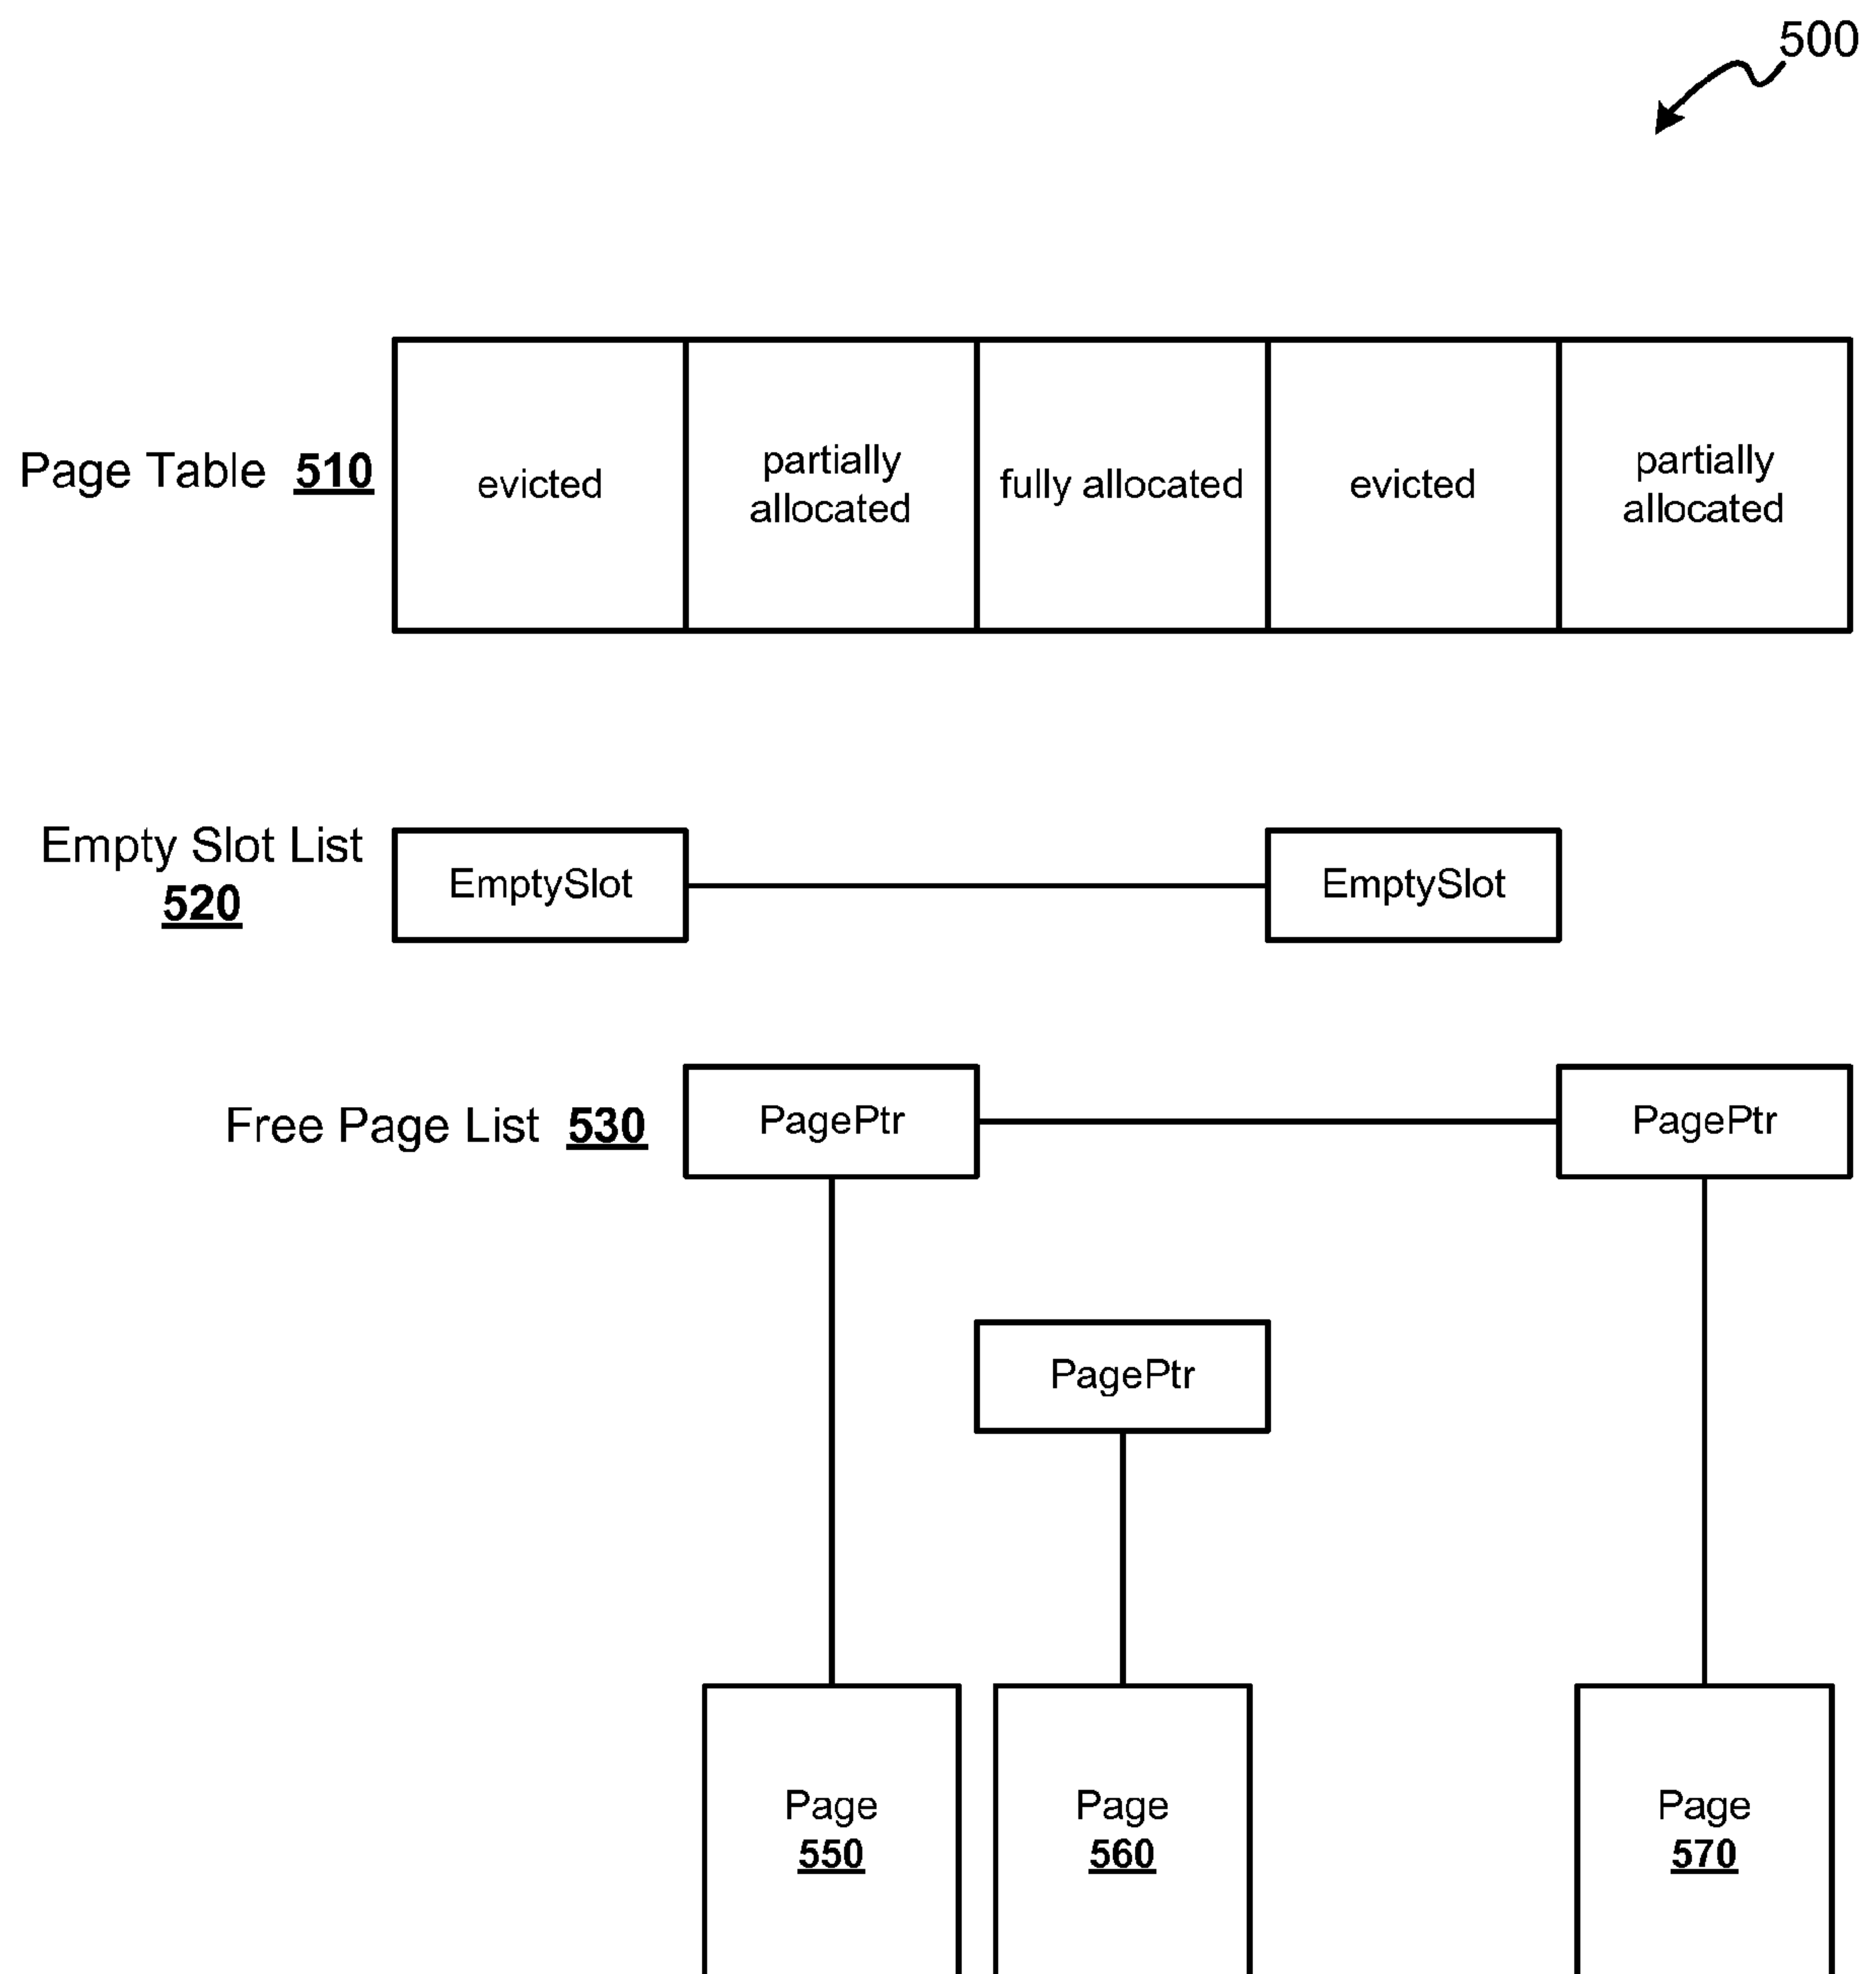 500
Page Table 510
evicted
partially
allocated
fully allocated
evicted
partially
allocated
Empty Slot List
520
EmptySlot
EmptySlot
Free Page List 530
PagePtr
PagePtr
PagePtr
Page
550
Page
560
Page
570